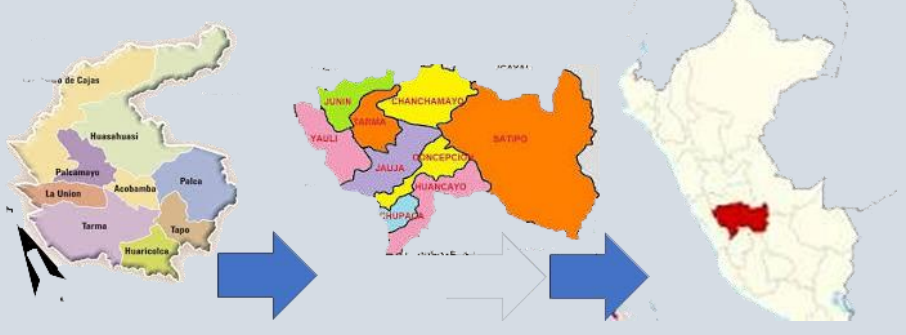 de Cajas
Huasahuasi
Palcamayo
La Union
Acobamba
Palca
Tarma
Tapo
Huaricolca
JUNIN
CHANCHAMAYO
TARMA
YAULI
SATIPO
JAUJA
CONCEPCION
HUANCAYO
CHUPACA